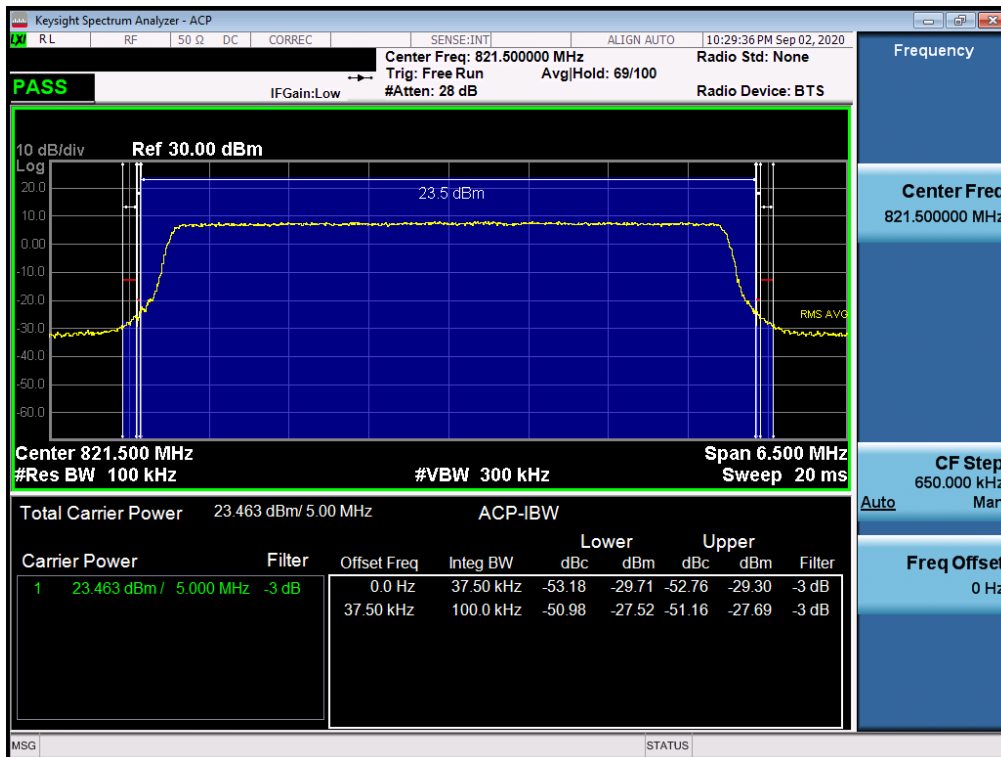 Keysight Spectrum Analyzer - ACP
LXI RL RF 50 Ω DC CORREC SENSE:INT ALIGN AUTO 10:29:36 PM Sep 02, 2020
Center Freq: 821.500000 MHz Radio Std: None
Trig: Free Run Avg|Hold: 69/100
PASS IFGain:Low #Atten: 28 dB Radio Device: BTS
10 dB/div Ref 30.00 dBm
Log
20.0
23.5 dBm
10.0
0.00
-10.0
-20.0
RMS AVG
-30.0
-40.0
-50.0
-60.0
Center 821.500 MHz Span 6.500 MHz
#Res BW 100 kHz #VBW 300 kHz Sweep 20 ms
Total Carrier Power 23.463 dBm/ 5.00 MHz ACP-IBW
Lower Upper
Carrier Power Filter Offset Freq Integ BW dBc dBm dBc dBm Filter
1 23.463 dBm / 5.000 MHz -3 dB 0.0 Hz 37.50 kHz -53.18 -29.71 -52.76 -29.30 -3 dB
37.50 kHz 100.0 kHz -50.98 -27.52 -51.16 -27.69 -3 dB
Frequency
Center Freq
821.500000 MHz
CF Step
650.000 kHz
Auto Man
Freq Offset
0 Hz
MSG STATUS